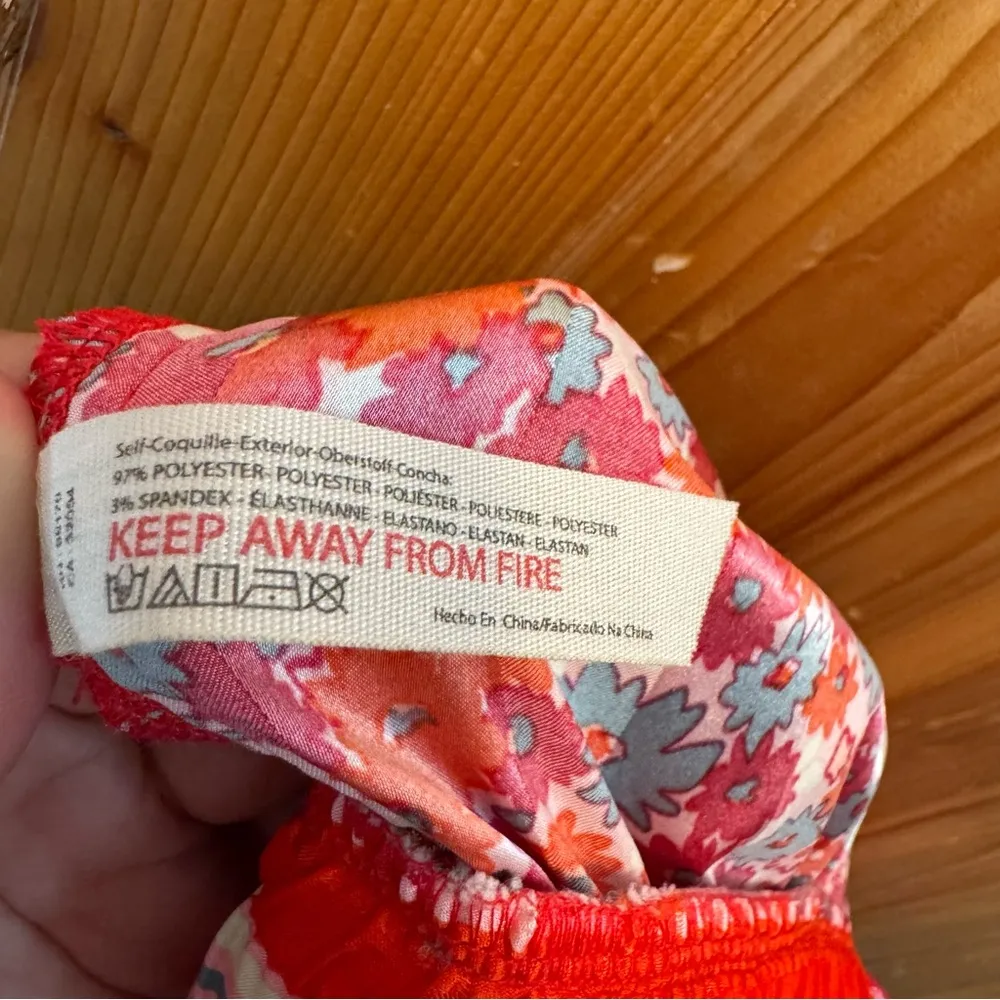 Self-Coquille-Exterior-Oberstoff-Concha:
97% POLYESTER - POLYESTER - POLIÉSTER - POLIESTERE - POLYESTER
3% SPANDEX - ÉLASTHANNE - ELASTANO - ELASTAN - ELASTAN
KEEP AWAY FROM FIRE
Hecho En China/Fabricado Na China
CA